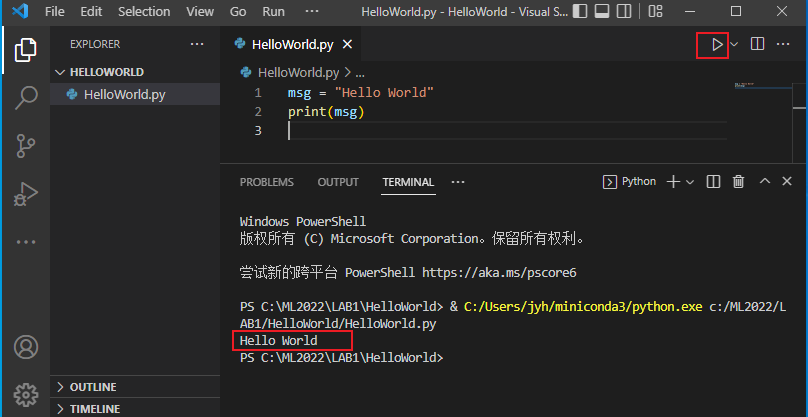 File Edit Selection View Go Run ··· HelloWorld.py - HelloWorld - Visual S...
EXPLORER ···
HELLOWORLD
HelloWorld.py
OUTLINE
TIMELINE
HelloWorld.py
HelloWorld.py > ...
1 msg = "Hello World"
2 print(msg)
3
PROBLEMS OUTPUT TERMINAL ··· Python
Windows PowerShell
版权所有 (C) Microsoft Corporation。保留所有权利。
尝试新的跨平台 PowerShell https://aka.ms/pscore6
PS C:\ML2022\LAB1\HelloWorld> & C:/Users/jyh/miniconda3/python.exe c:/ML2022/L
AB1/HelloWorld/HelloWorld.py
Hello World
PS C:\ML2022\LAB1\HelloWorld>